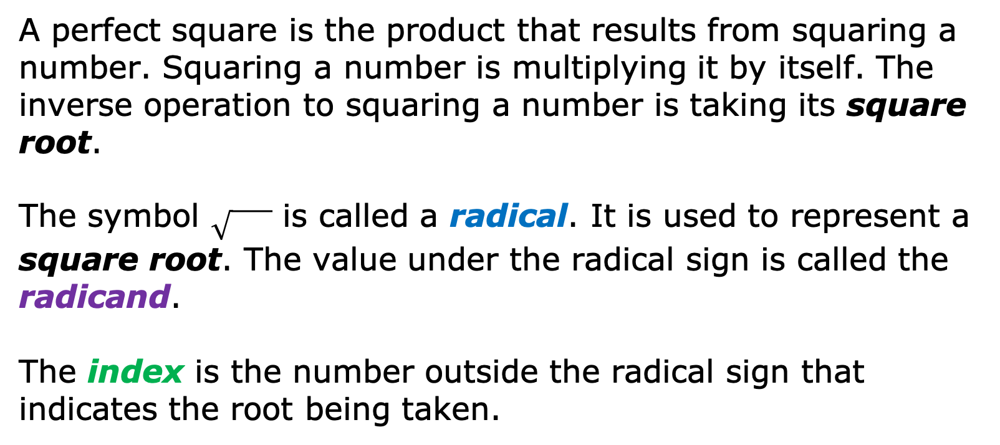 A perfect square is the product that results from squaring a
number. Squaring a number is multiplying it by itself. The
inverse operation to squaring a number is taking its square
root.
The symbol √ is called a radical. It is used to represent a
square root. The value under the radical sign is called the
radicand.
The index is the number outside the radical sign that
indicates the root being taken.